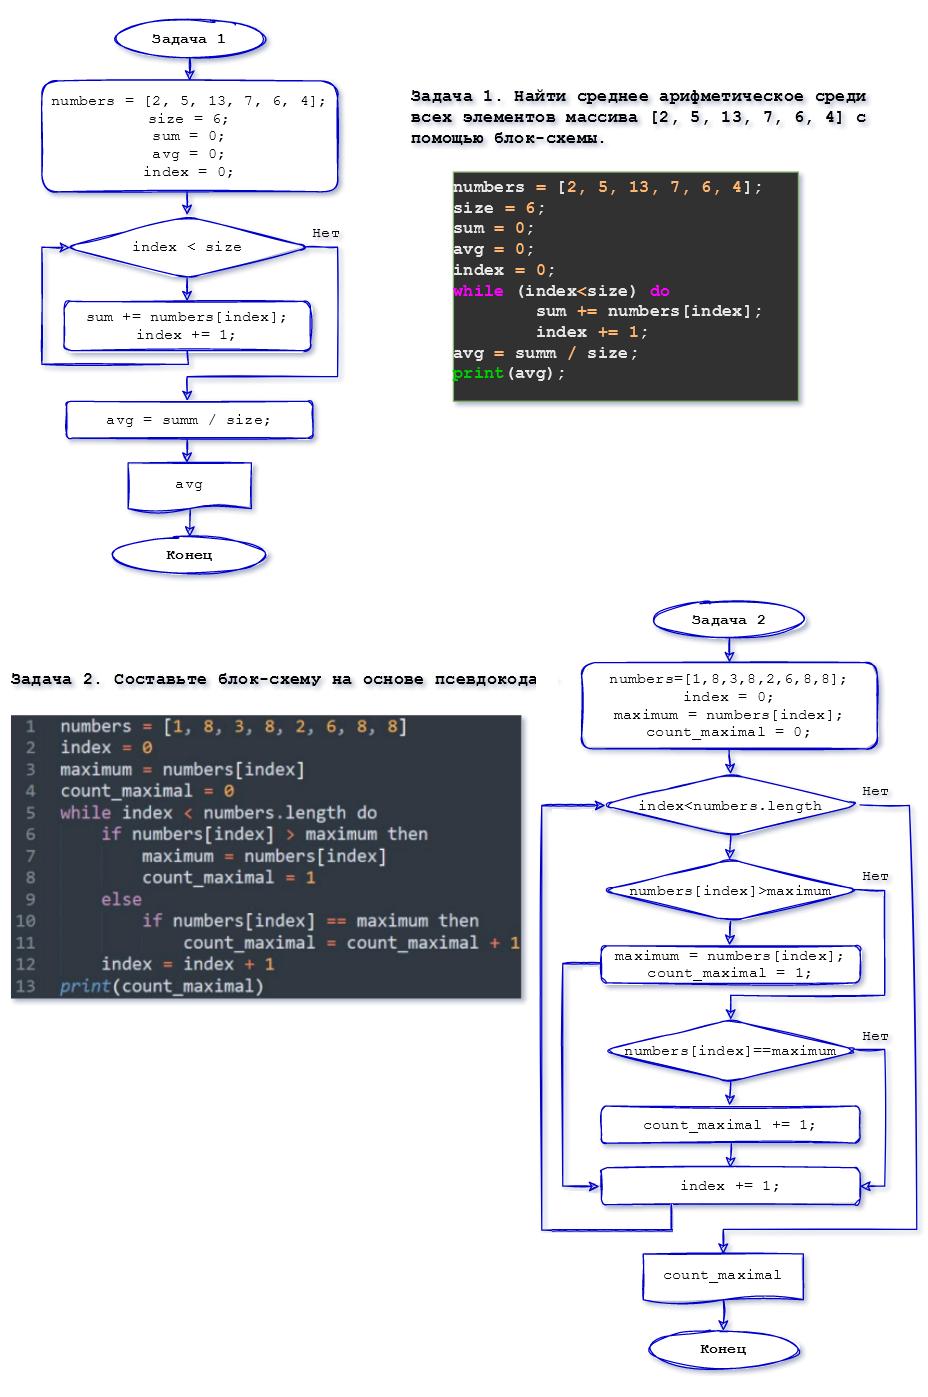 Задача 1
numbers = [2, 5, 13, 7, 6, 4];
size = 6;
sum = 0;
avg = 0;
index = 0;
index < size
Нет
sum += numbers[index];
index += 1;
avg = summ / size;
avg
Конец
Задача 1. Найти среднее арифметическое среди
всех элементов массива [2, 5, 13, 7, 6, 4] с
помощью блок-схемы.
numbers = [2, 5, 13, 7, 6, 4];
size = 6;
sum = 0;
avg = 0;
index = 0;
while (index<size) do
sum += numbers[index];
index += 1;
avg = summ / size;
print(avg);
Задача 2. Составьте блок-схему на основе псевдокода
1 numbers = [1, 8, 3, 8, 2, 6, 8, 8]
2 index = 0
3 maximum = numbers[index]
4 count_maximal = 0
5 while index < numbers.length do
6 if numbers[index] > maximum then
7 maximum = numbers[index]
8 count_maximal = 1
9 else
10 if numbers[index] == maximum then
11 count_maximal = count_maximal + 1
12 index = index + 1
13 print(count_maximal)
Задача 2
numbers=[1,8,3,8,2,6,8,8];
index = 0;
maximum = numbers[index];
count_maximal = 0;
index<numbers.length
Нет
numbers[index]>maximum
Нет
maximum = numbers[index];
count_maximal = 1;
numbers[index]==maximum
Нет
count_maximal += 1;
index += 1;
count_maximal
Конец